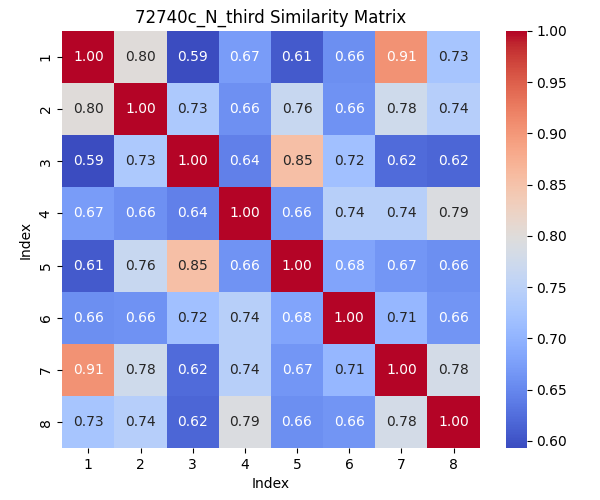 72740c_N_third Similarity Matrix
1 1.00 0.80 0.59 0.67 0.61 0.66 0.91 0.73
2 0.80 1.00 0.73 0.66 0.76 0.66 0.78 0.74
3 0.59 0.73 1.00 0.64 0.85 0.72 0.62 0.62
4 0.67 0.66 0.64 1.00 0.66 0.74 0.74 0.79
5 0.61 0.76 0.85 0.66 1.00 0.68 0.67 0.66
6 0.66 0.66 0.72 0.74 0.68 1.00 0.71 0.66
7 0.91 0.78 0.62 0.74 0.67 0.71 1.00 0.78
8 0.73 0.74 0.62 0.79 0.66 0.66 0.78 1.00
1 2 3 4 5 6 7 8
Index
Index
1.00
0.95
0.90
0.85
0.80
0.75
0.70
0.65
0.60